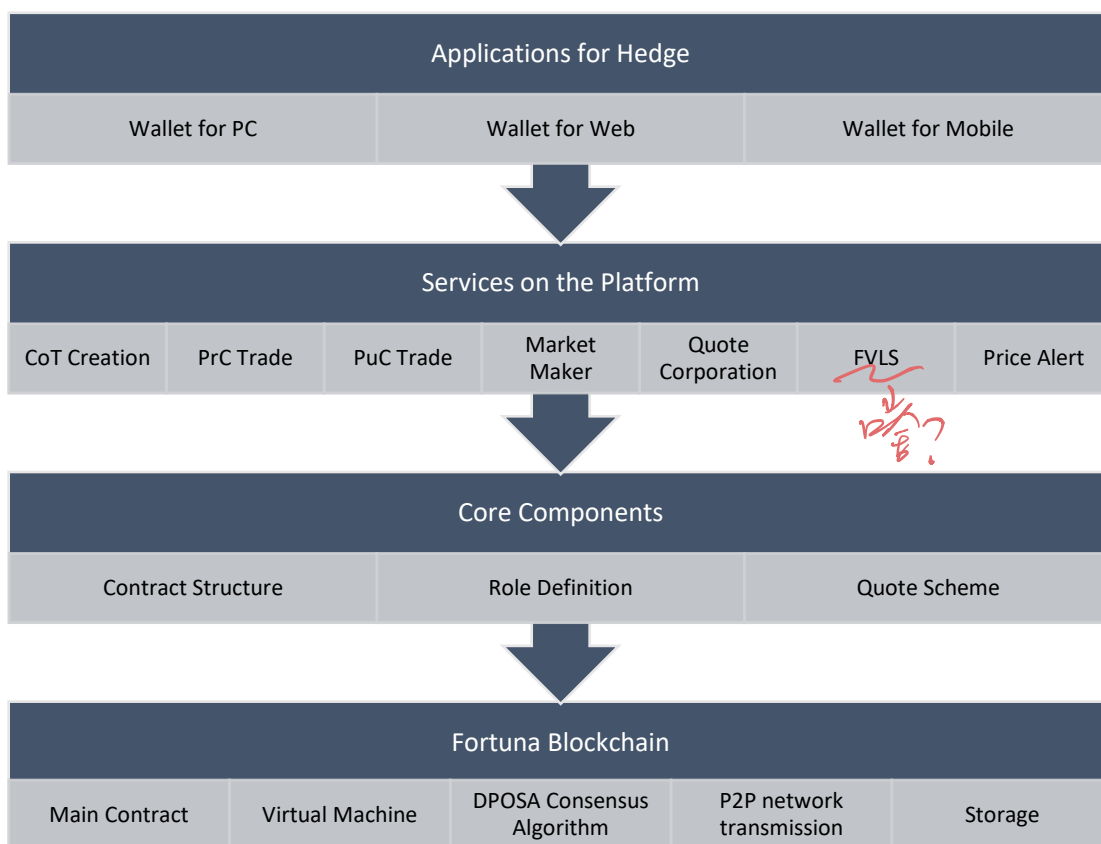 Applications for Hedge
Wallet for PC
Wallet for Web
Wallet for Mobile
Services on the Platform
CoT Creation
PrC Trade
PuC Trade
Market
Maker
Quote
Corporation
FVLS
Price Alert
Core Components
Contract Structure
Role Definition
Quote Scheme
Fortuna Blockchain
Main Contract
Virtual Machine
DPOSA Consensus
Algorithm
P2P network
transmission
Storage